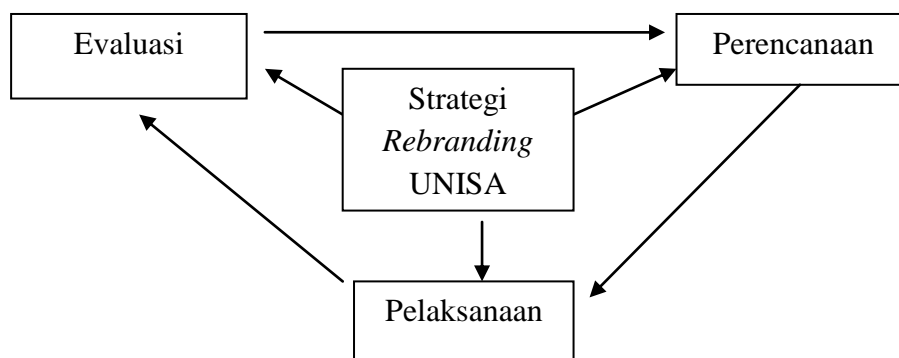 Evaluasi
Perencanaan
Strategi
Rebranding
UNISA
Pelaksanaan